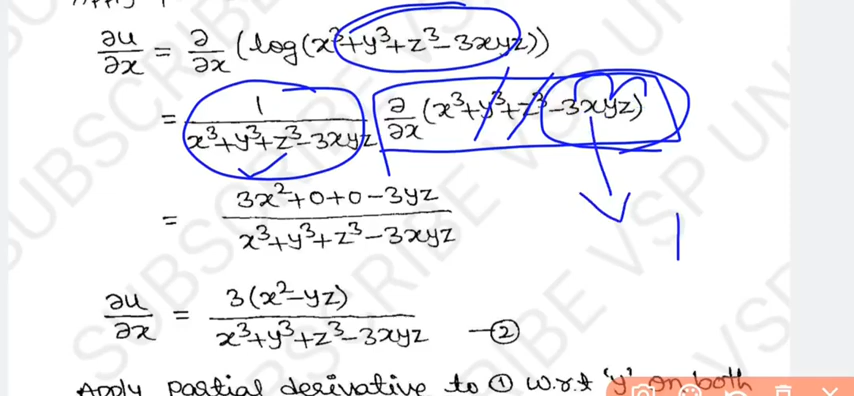 ∂u/∂x = ∂/∂x (log(x³+y³+z³-3xyz))
= 1/(x³+y³+z³-3xyz) ∂/∂x (x³+y³+z³-3xyz)
= (3x²+0+0-3yz)/(x³+y³+z³-3xyz)
∂u/∂x = 3(x²-yz)/(x³+y³+z³-3xyz) —②
Apply partial derivative to ① w.r.t 'y' on both